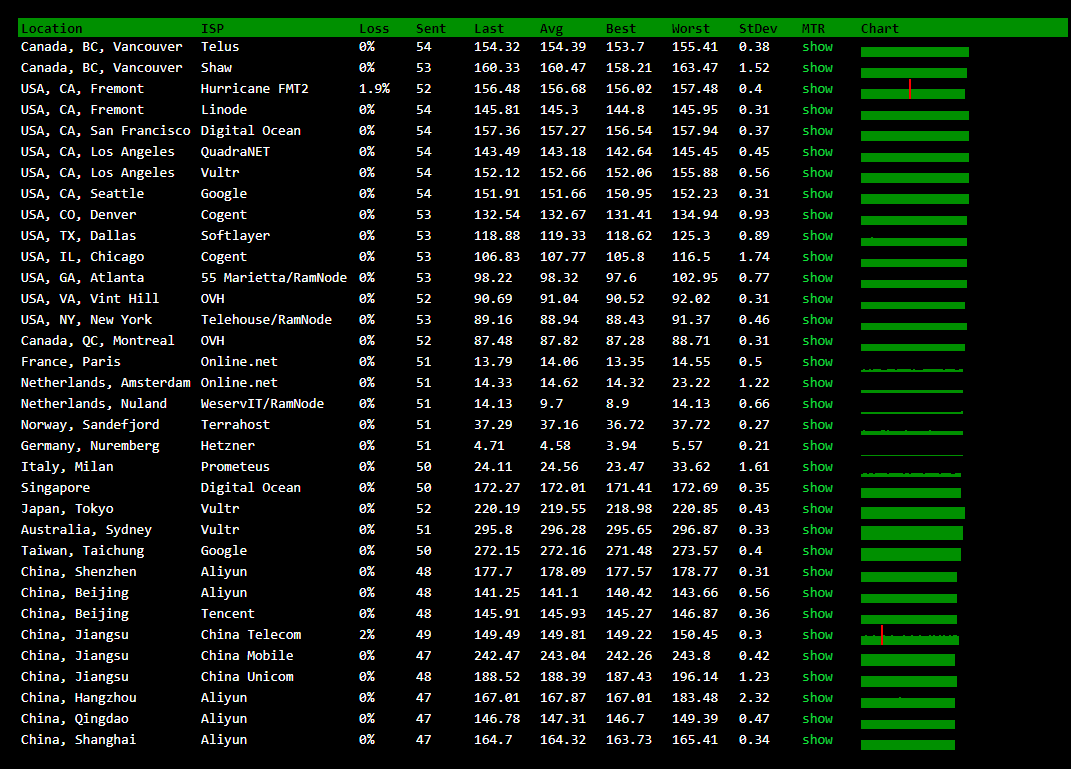 Location ISP Loss Sent Last Avg Best Worst StDev MTR Chart
Canada, BC, Vancouver Telus 0% 54 154.32 154.39 153.7 155.41 0.38 show
Canada, BC, Vancouver Shaw 0% 53 160.33 160.47 158.21 163.47 1.52 show
USA, CA, Fremont Hurricane FMT2 1.9% 52 156.48 156.68 156.02 157.48 0.4 show
USA, CA, Fremont Linode 0% 54 145.81 145.3 144.8 145.95 0.31 show
USA, CA, San Francisco Digital Ocean 0% 54 157.36 157.27 156.54 157.94 0.37 show
USA, CA, Los Angeles QuadraNET 0% 54 143.49 143.18 142.64 145.45 0.45 show
USA, CA, Los Angeles Vultr 0% 54 152.12 152.66 152.06 155.88 0.56 show
USA, CA, Seattle Google 0% 54 151.91 151.66 150.95 152.23 0.31 show
USA, CO, Denver Cogent 0% 53 132.54 132.67 131.41 134.94 0.93 show
USA, TX, Dallas Softlayer 0% 53 118.88 119.33 118.62 125.3 0.89 show
USA, IL, Chicago Cogent 0% 53 106.83 107.77 105.8 116.5 1.74 show
USA, GA, Atlanta 55 Marietta/RamNode 0% 53 98.22 98.32 97.6 102.95 0.77 show
USA, VA, Vint Hill OVH 0% 52 90.69 91.04 90.52 92.02 0.31 show
USA, NY, New York Telehouse/RamNode 0% 53 89.16 88.94 88.43 91.37 0.46 show
Canada, QC, Montreal OVH 0% 52 87.48 87.82 87.28 88.71 0.31 show
France, Paris Online.net 0% 51 13.79 14.06 13.35 14.55 0.5 show
Netherlands, Amsterdam Online.net 0% 51 14.33 14.62 14.32 23.22 1.22 show
Netherlands, Nuland WeservIT/RamNode 0% 51 14.13 9.7 8.9 14.13 0.66 show
Norway, Sandefjord Terrahost 0% 51 37.29 37.16 36.72 37.72 0.27 show
Germany, Nuremberg Hetzner 0% 51 4.71 4.58 3.94 5.57 0.21 show
Italy, Milan Prometeus 0% 50 24.11 24.56 23.47 33.62 1.61 show
Singapore Digital Ocean 0% 50 172.27 172.01 171.41 172.69 0.35 show
Japan, Tokyo Vultr 0% 52 220.19 219.55 218.98 220.85 0.43 show
Australia, Sydney Vultr 0% 51 295.8 296.28 295.65 296.87 0.33 show
Taiwan, Taichung Google 0% 50 272.15 272.16 271.48 273.57 0.4 show
China, Shenzhen Aliyun 0% 48 177.7 178.09 177.57 178.77 0.31 show
China, Beijing Aliyun 0% 48 141.25 141.1 140.42 143.66 0.56 show
China, Beijing Tencent 0% 48 145.91 145.93 145.27 146.87 0.36 show
China, Jiangsu China Telecom 2% 49 149.49 149.81 149.22 150.45 0.3 show
China, Jiangsu China Mobile 0% 47 242.47 243.04 242.26 243.8 0.42 show
China, Jiangsu China Unicom 0% 48 188.52 188.39 187.43 196.14 1.23 show
China, Hangzhou Aliyun 0% 47 167.01 167.87 167.01 183.48 2.32 show
China, Qingdao Aliyun 0% 47 146.78 147.31 146.7 149.39 0.47 show
China, Shanghai Aliyun 0% 47 164.7 164.32 163.73 165.41 0.34 show